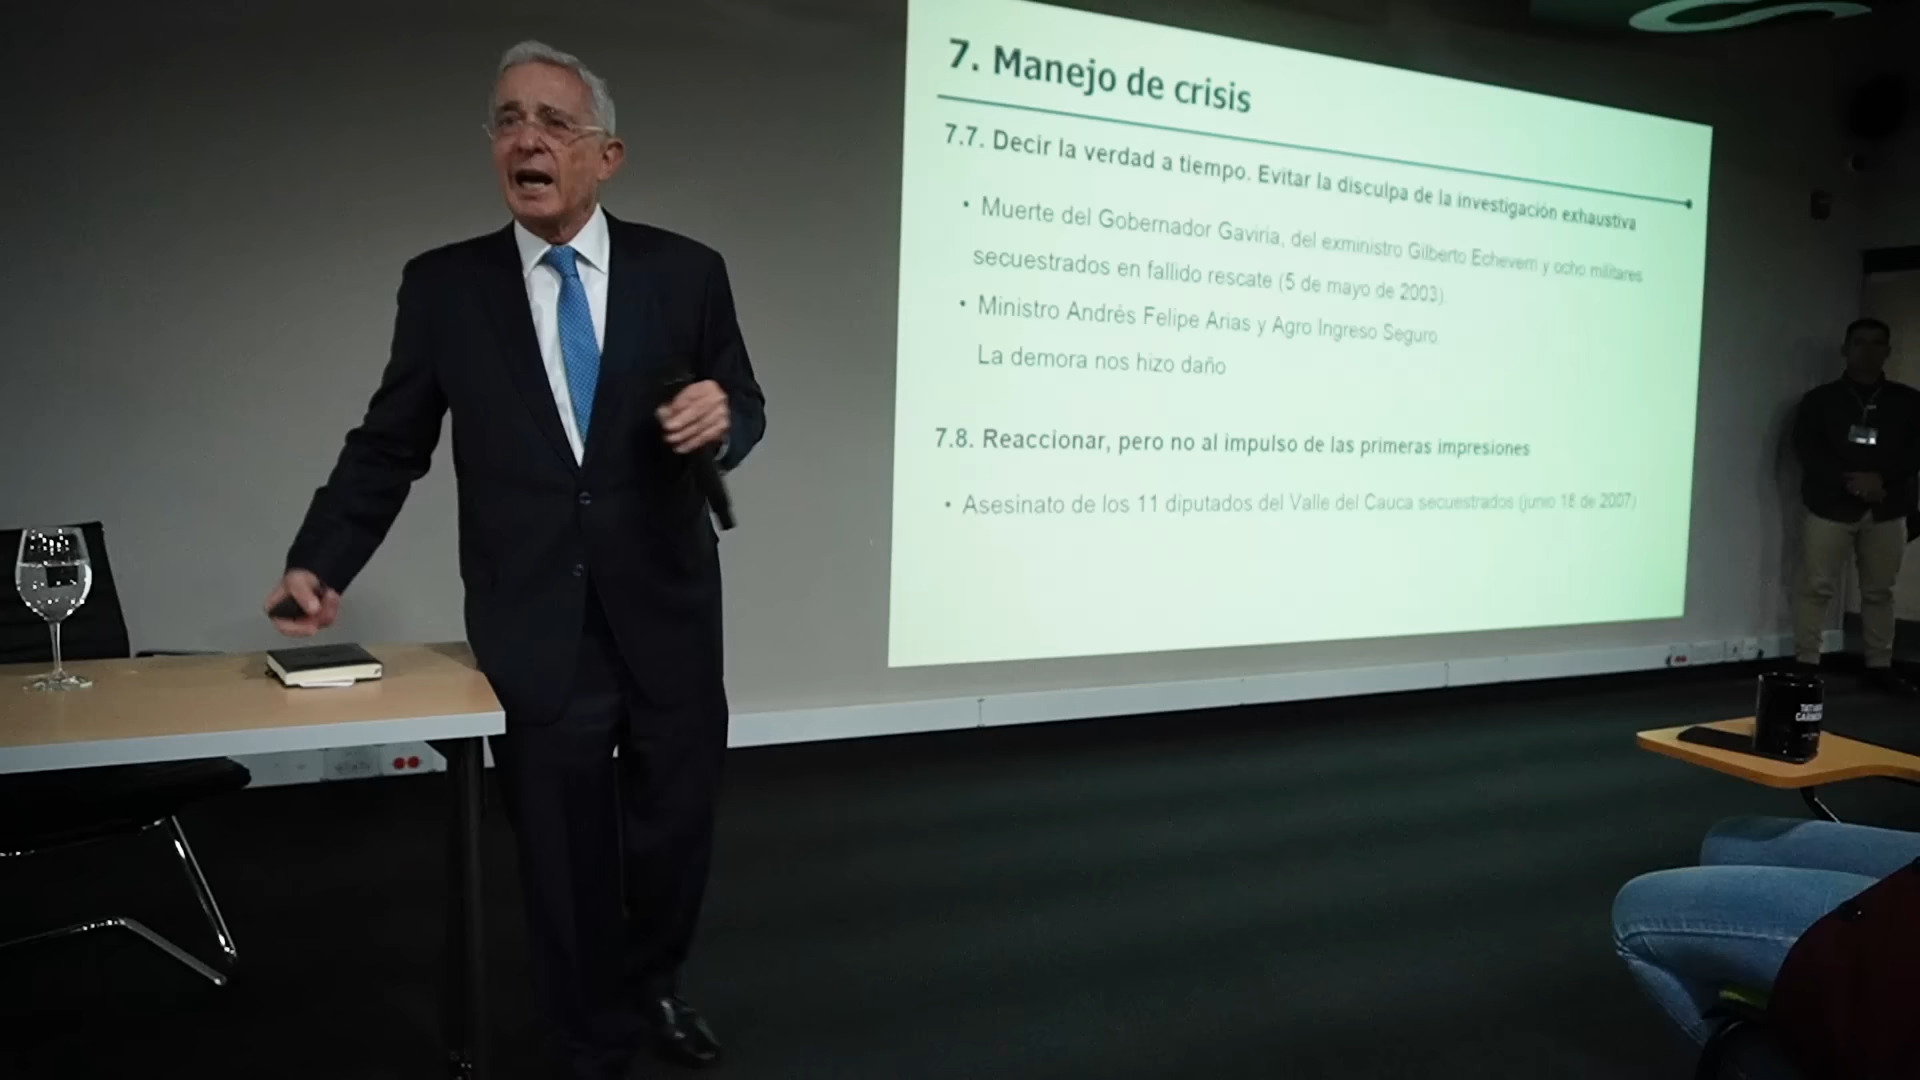 7. Manejo de crisis
7.7. Decir la verdad a tiempo. Evitar la disculpa de la investigación exhaustiva
• Muerte del Gobernador Gaviria, del exministro Gilberto Echeverri y ocho militares
secuestrados en fallido rescate (5 de mayo de 2003).
• Ministro Andrés Felipe Arias y Agro Ingreso Seguro
La demora nos hizo daño
7.8. Reaccionar, pero no al impulso de las primeras impresiones
• Asesinato de los 11 diputados del Valle del Cauca secuestrados (junio 18 de 2007)